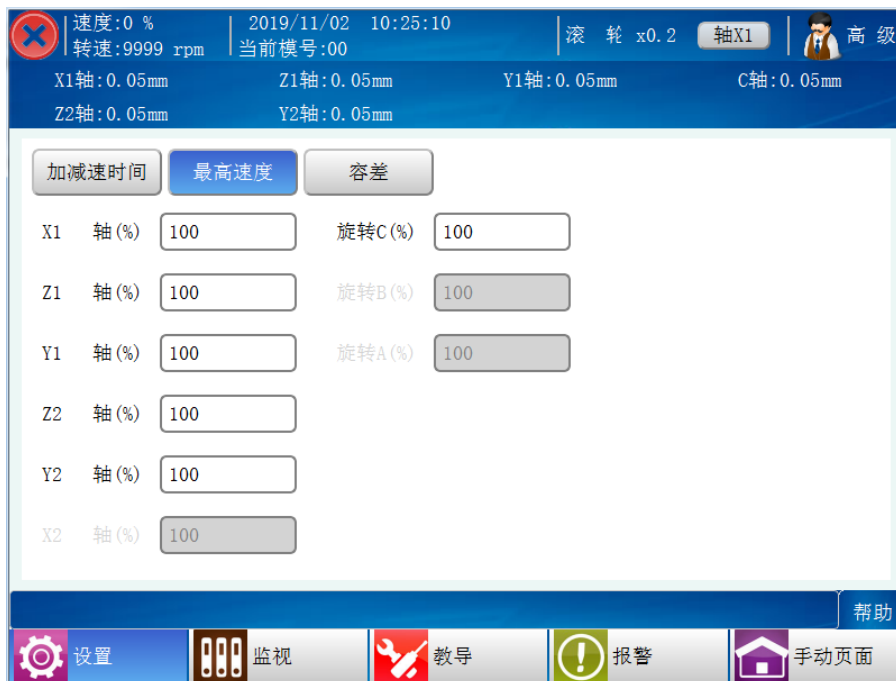 速度:0 % 2019/11/02 10:25:10 滚 轮 x0.2 轴X1 高 级
转速:9999 rpm 当前模号:00
X1轴:0.05mm Z1轴:0.05mm Y1轴:0.05mm C轴:0.05mm
Z2轴:0.05mm Y2轴:0.05mm
加减速时间 最高速度 容差
X1 轴(%) 100 旋转C(%) 100
Z1 轴(%) 100 旋转B(%) 100
Y1 轴(%) 100 旋转A(%) 100
Z2 轴(%) 100
Y2 轴(%) 100
X2 轴(%) 100
帮助
设置 监视 教导 报警 手动页面